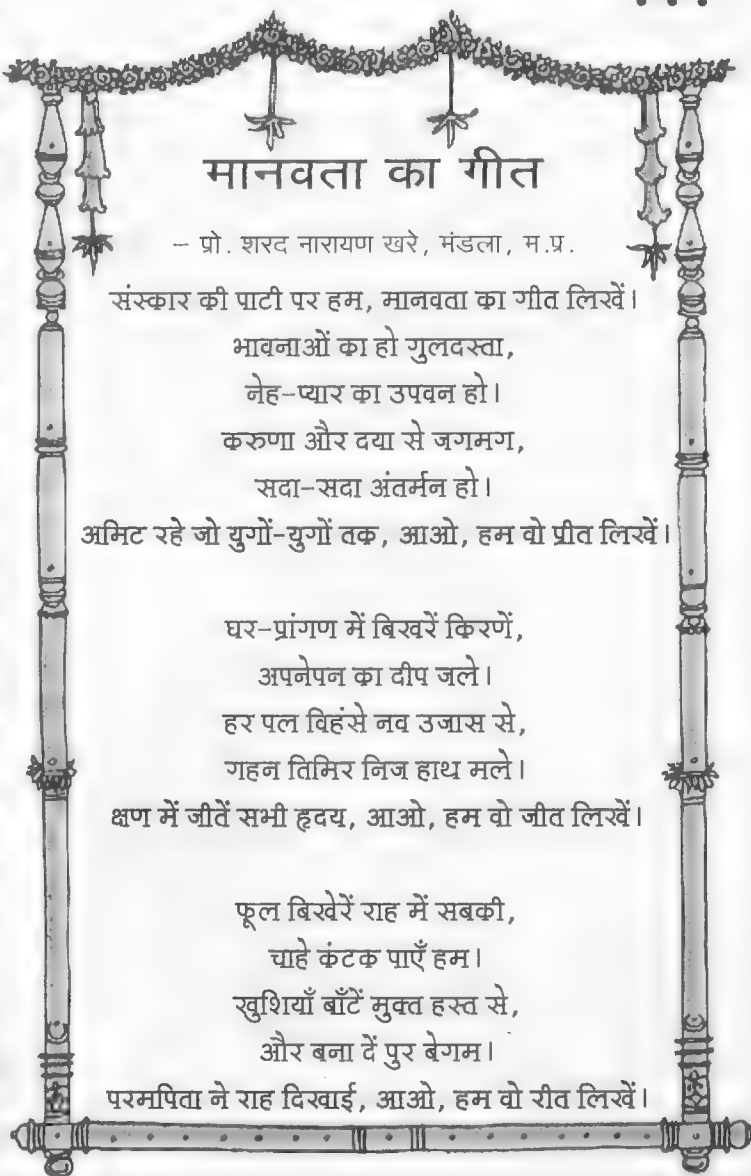 मानवता का गीत
- प्रो. शरद नारायण खरे, मंडला, म.प्र.
संस्कार की पाटी पर हम, मानवता का गीत लिखें।
भावनाओं का हो गुलदस्ता,
नेह-प्यार का उपवन हो।
करुणा और दया से जगमग,
सदा-सदा अंतर्मन हो।
अमिट रहे जो युगों-युगों तक, आओ, हम वो प्रीत लिखें।
घर-प्रांगण में बिखरें किरणें,
अपनेपन का दीप जले।
हर पल विहंसे नव उजास से,
गहन तिमिर निज हाथ मले।
क्षण में जीतें सभी हृदय, आओ, हम वो जीत लिखें।
फूल बिखेरें राह में सबकी,
चाहे कंटक पाएँ हम।
खुशियाँ बाँटें मुक्त हस्त से,
और बना दें पुर बेगम।
परमपिता ने राह दिखाई, आओ, हम वो रीत लिखें।